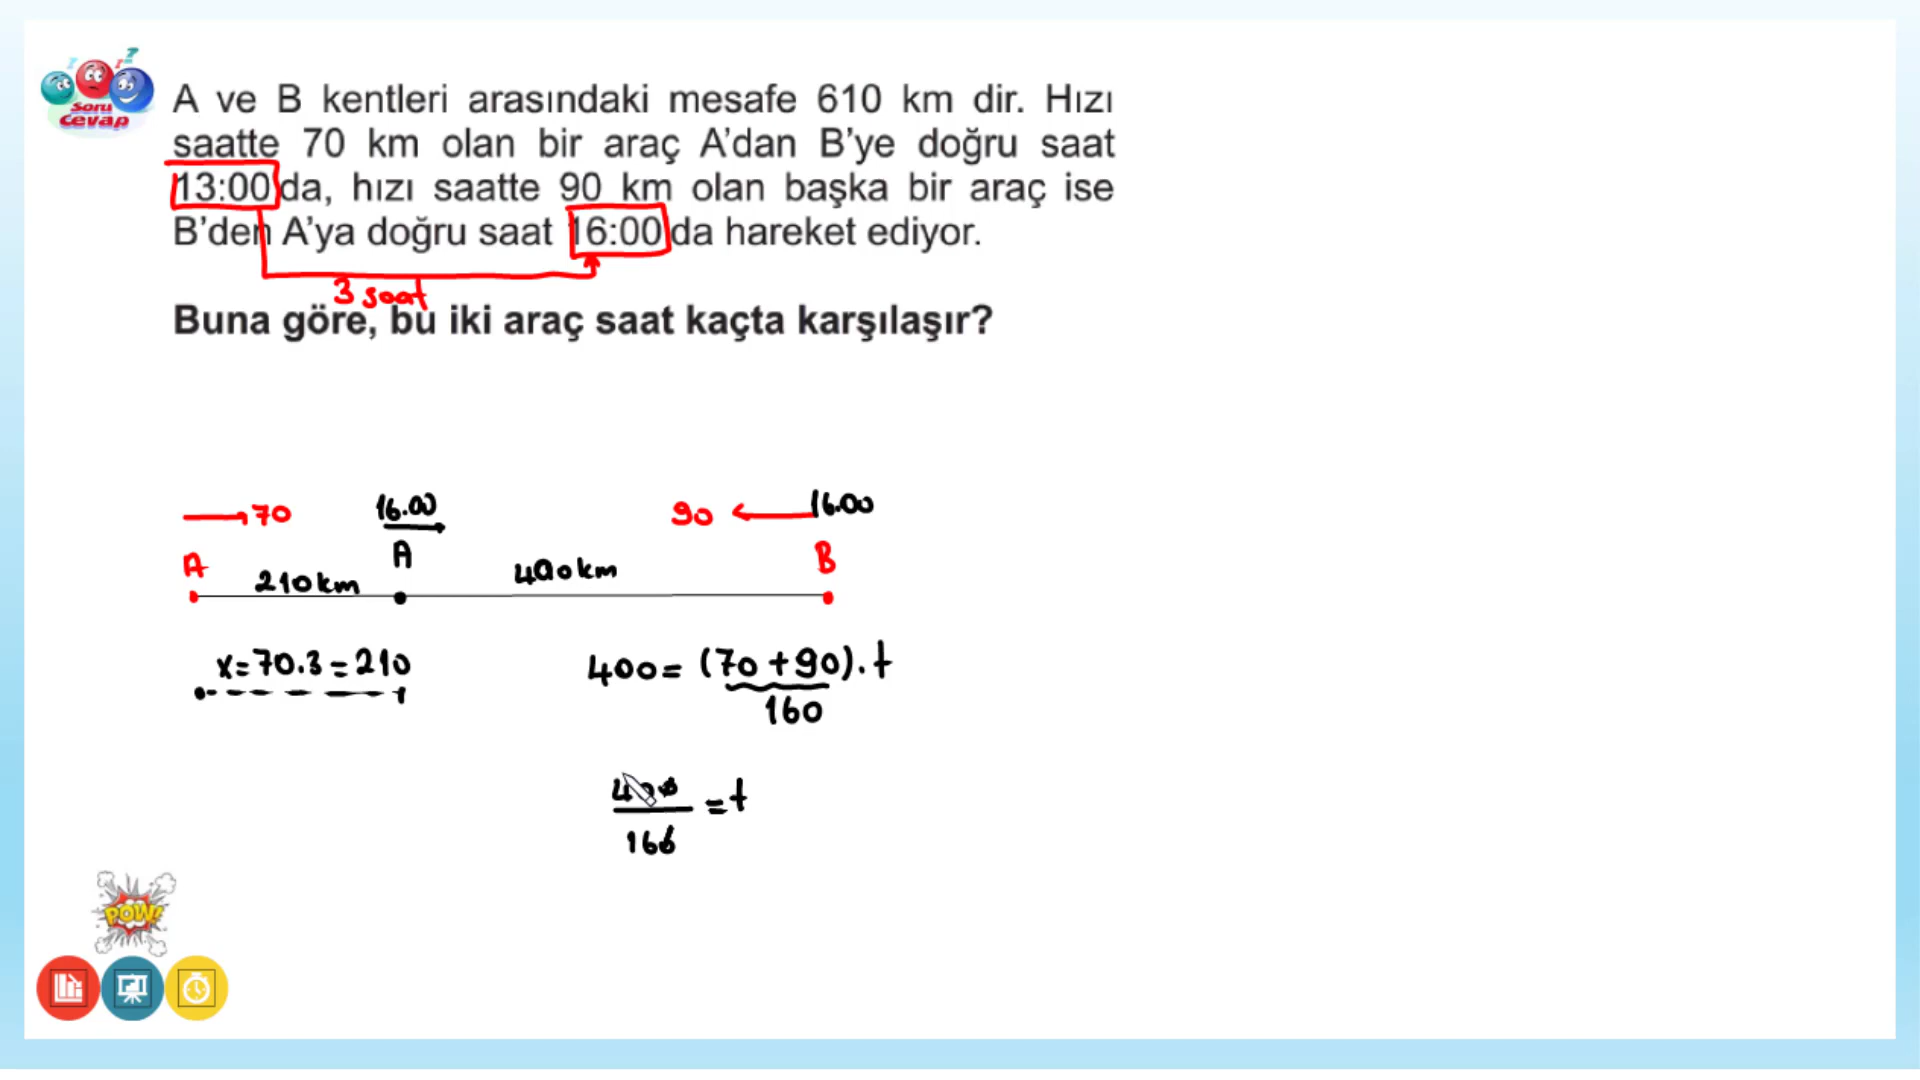 Soru
Cevap
A ve B kentleri arasındaki mesafe 610 km dir. Hızı
saatte 70 km olan bir araç A'dan B'ye doğru saat
13:00 da, hızı saatte 90 km olan başka bir araç ise
B'den A'ya doğru saat 16:00 da hareket ediyor.
3 saat
Buna göre, bu iki araç saat kaçta karşılaşır?
70 16.00 90 16.00
A A B
210km 400km
x=70.3=210 400=(70+90).t
160
400
160 =t
POW!